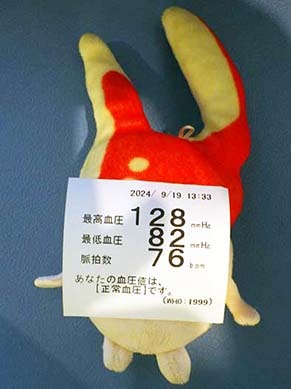 2024/ 9/19 13:33
最高血圧 128 mmHg
最低血圧 82 mmHg
脈拍数 76 bpm
あなたの血圧値は、
[正常血圧]です。
(WHO:1999)